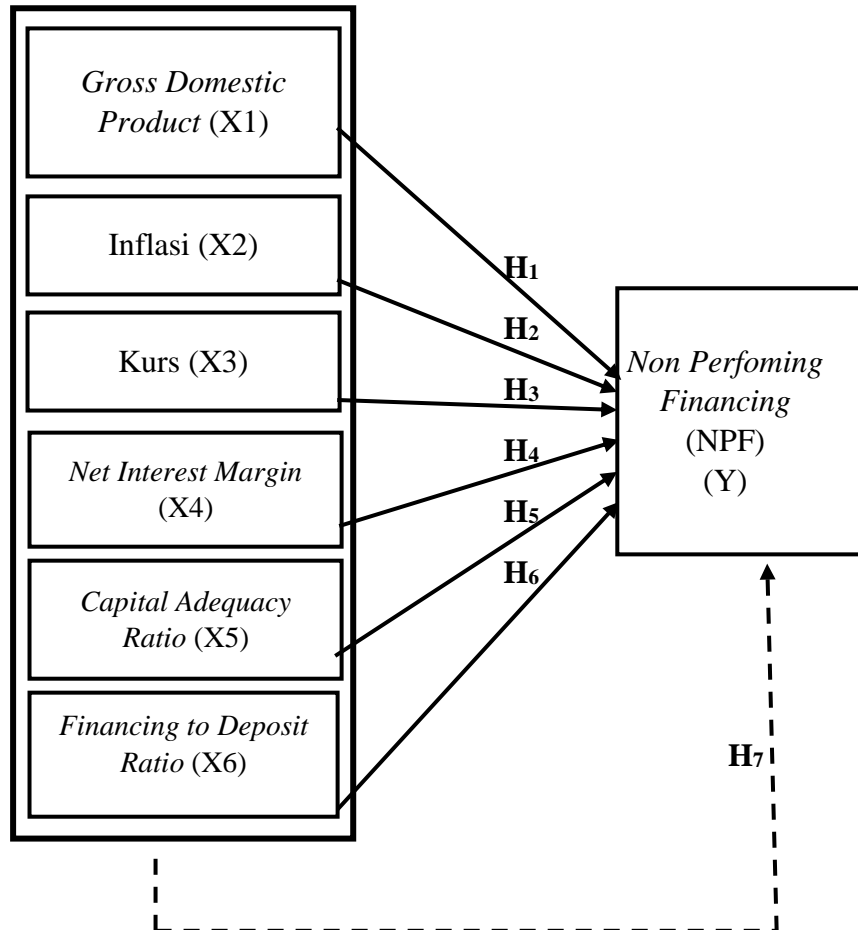 Gross Domestic
Product (X1)
Inflasi (X2)
Kurs (X3)
Net Interest Margin
(X4)
Capital Adequacy
Ratio (X5)
Financing to Deposit
Ratio (X6)
H1
H2
H3
H4
H5
H6
Non Perfoming
Financing
(NPF)
(Y)
H7